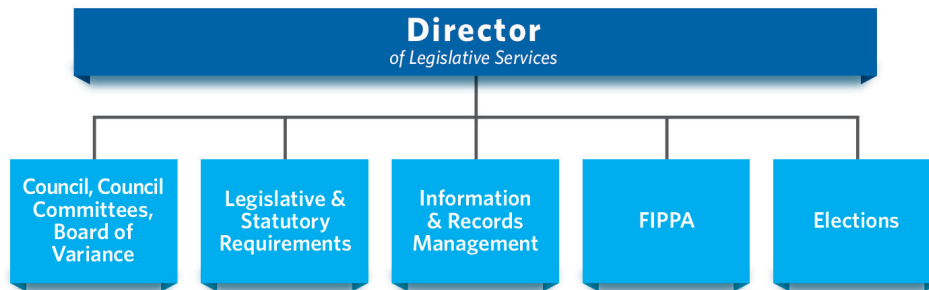 Director
of Legislative Services
Council, Council
Committees,
Board of
Variance
Legislative &
Statutory
Requirements
Information
& Records
Management
FIPPA
Elections